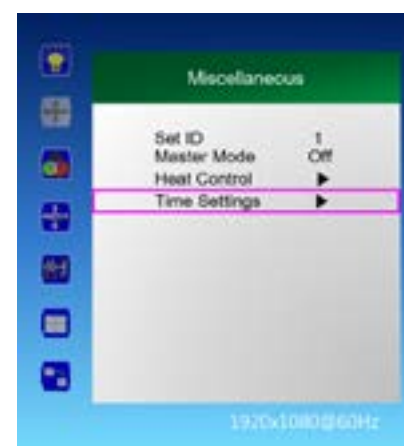 Miscellaneous
Set ID 1
Master Mode Off
Heat Control ▶
Time Settings ▶
1920x1080@60Hz